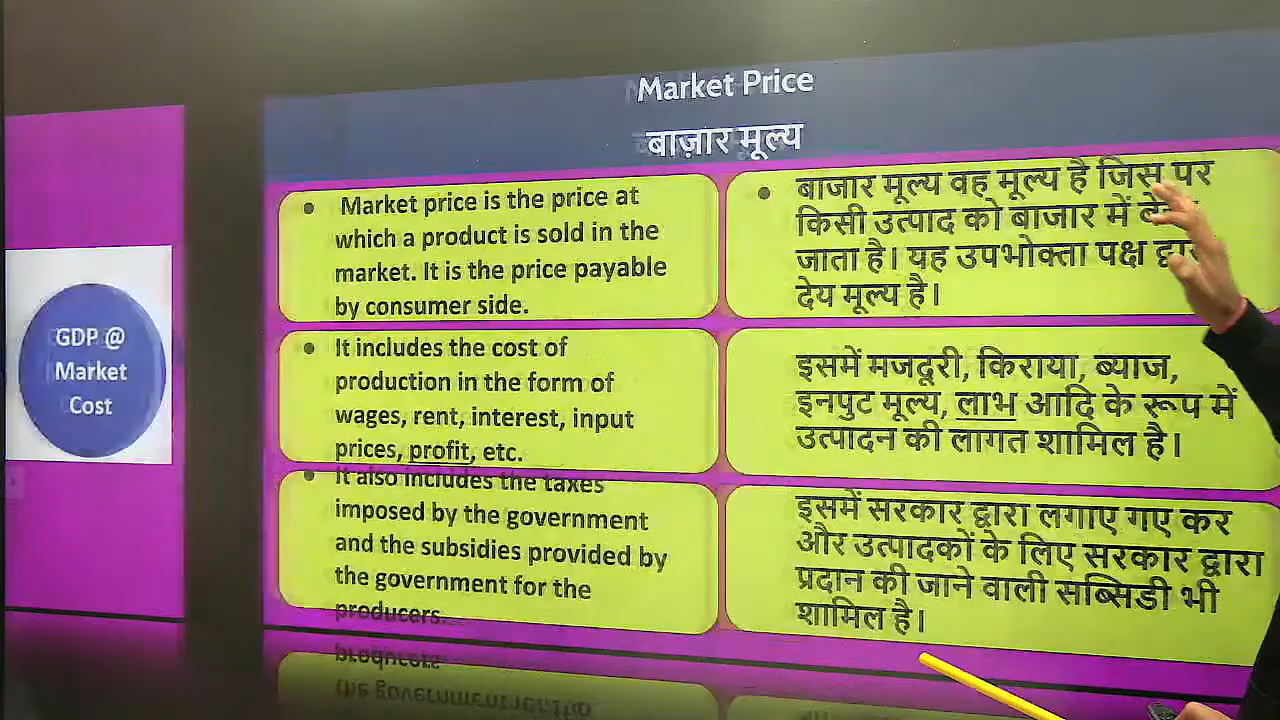 Market Price
बाज़ार मूल्य
GDP @
Market
Cost
Market price is the price at
which a product is sold in the
market. It is the price payable
by consumer side.
बाजार मूल्य वह मूल्य है जिस पर
किसी उत्पाद को बाजार में
जाता है। यह उपभोक्ता पक्ष
देय मूल्य है।
It includes the cost of
production in the form of
wages, rent, interest, input
prices, profit, etc.
इसमें मजदूरी, किराया, ब्याज,
इनपुट मूल्य, लाभ आदि के रूप में
उत्पादन की लागत शामिल है।
It also includes the taxes
imposed by the government
and the subsidies provided by
the government for the
producers.
इसमें सरकार द्वारा लगाए गए कर
और उत्पादकों के लिए सरकार द्वारा
प्रदान की जाने वाली सब्सिडी भी
शामिल है।